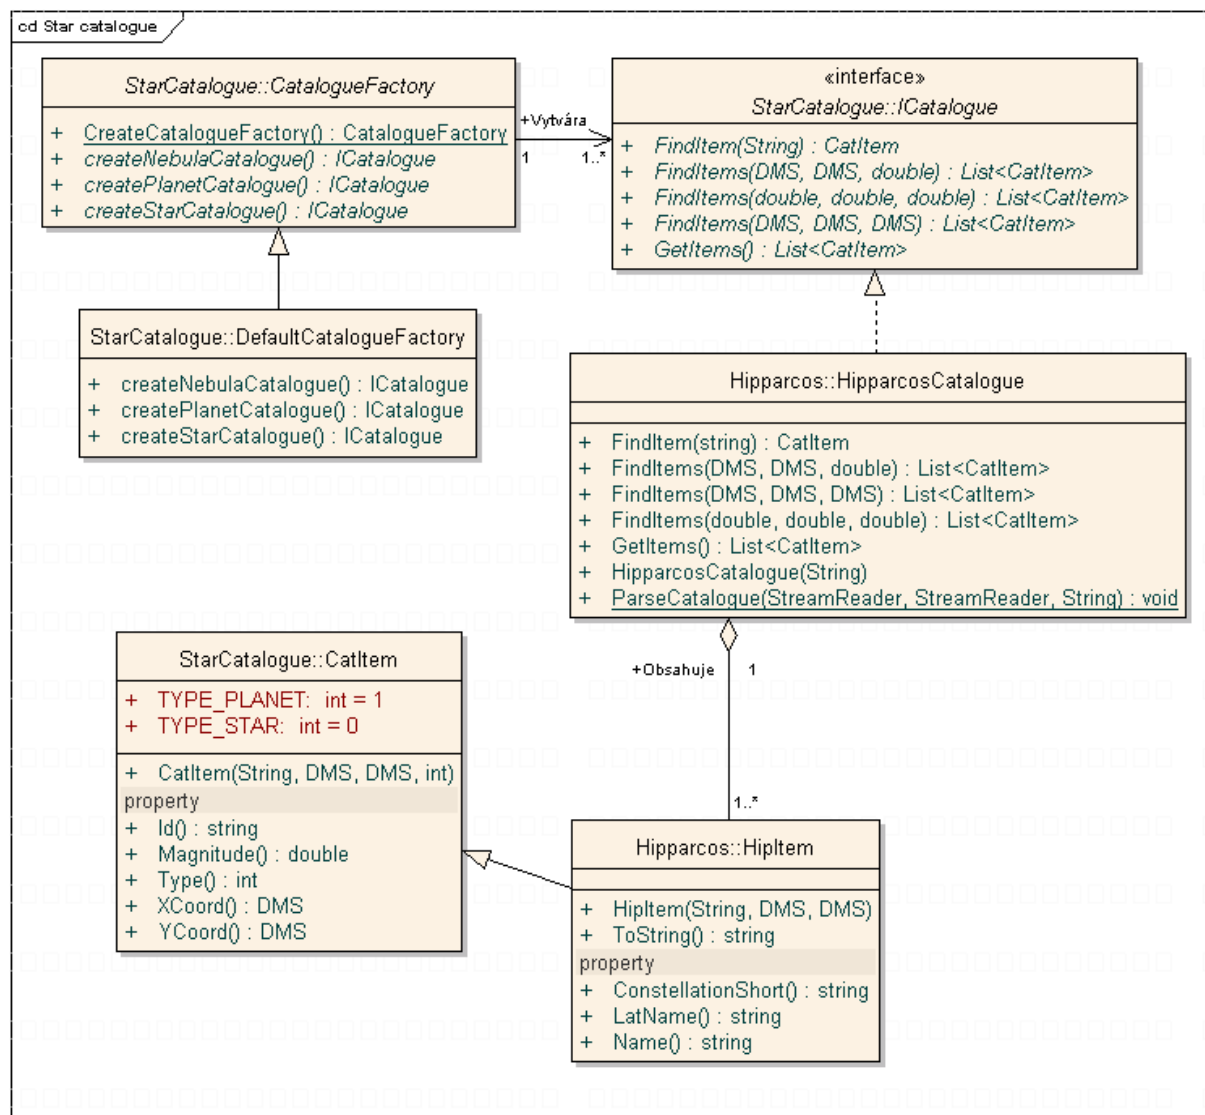 cd Star catalogue
StarCatalogue::CatalogueFactory
+ CreateCatalogueFactory() : CatalogueFactory
+ createNebulaCatalogue() : ICatalogue
+ createPlanetCatalogue() : ICatalogue
+ createStarCatalogue() : ICatalogue
+Vytvára
1
1..*
«interface»
StarCatalogue::ICatalogue
+ FindItem(String) : CatItem
+ FindItems(DMS, DMS, double) : List<CatItem>
+ FindItems(double, double, double) : List<CatItem>
+ FindItems(DMS, DMS, DMS) : List<CatItem>
+ GetItems() : List<CatItem>
StarCatalogue::DefaultCatalogueFactory
+ createNebulaCatalogue() : ICatalogue
+ createPlanetCatalogue() : ICatalogue
+ createStarCatalogue() : ICatalogue
Hipparcos::HipparcosCatalogue
+ FindItem(string) : CatItem
+ FindItems(DMS, DMS, double) : List<CatItem>
+ FindItems(DMS, DMS, DMS) : List<CatItem>
+ FindItems(double, double, double) : List<CatItem>
+ GetItems() : List<CatItem>
+ HipparcosCatalogue(String)
+ ParseCatalogue(StreamReader, StreamReader, String) : void
+Obsahuje
1
1..*
StarCatalogue::CatItem
+ TYPE_PLANET: int = 1
+ TYPE_STAR: int = 0
+ CatItem(String, DMS, DMS, int)
property
+ Id() : string
+ Magnitude() : double
+ Type() : int
+ XCoord() : DMS
+ YCoord() : DMS
Hipparcos::HipItem
+ HipItem(String, DMS, DMS)
+ ToString() : string
property
+ ConstellationShort() : string
+ LatName() : string
+ Name() : string